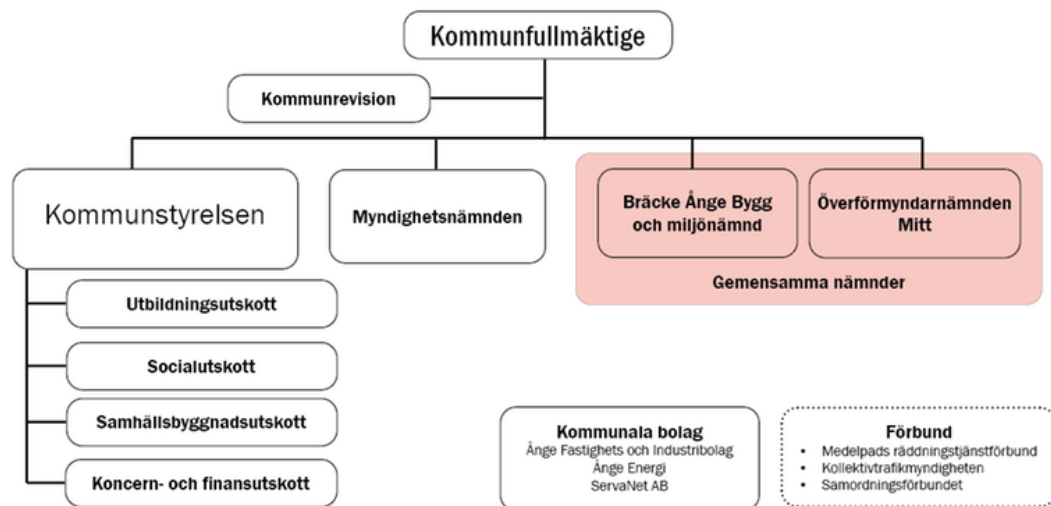 Kommunfullmäktige
Kommunrevision
Kommunstyrelsen
Myndighetsnämnden
Bräcke Ånge Bygg
och miljönämnd
Överförmyndarnämnden
Mitt
Gemensamma nämnder
Utbildningsutskott
Socialutskott
Samhällsbyggnadsutskott
Koncern- och finansutskott
Kommunala bolag
Ånge Fastighets och Industribolag
Ånge Energi
ServaNet AB
Förbund
• Medelpads räddningstjänstförbund
• Kollektivtrafikmyndigheten
• Samordningsförbundet